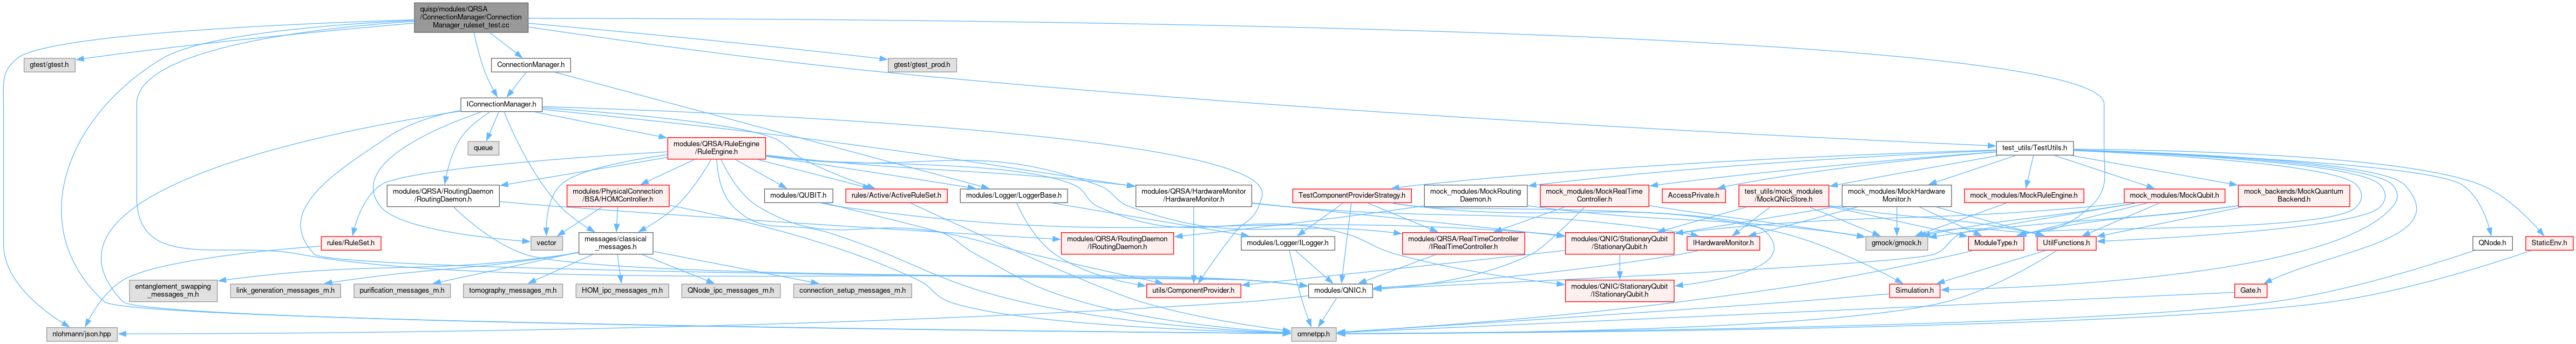 quisp/modules/QRSA
/ConnectionManager/Connection
Manager_ruleset_test.cc
gtest/gtest.h
ConnectionManager.h
gtest/gtest_prod.h
IConnectionManager.h
queue
modules/QRSA/RuleEngine
/RuleEngine.h
test_utils/TestUtils.h
modules/QRSA/RoutingDaemon
/RoutingDaemon.h
modules/PhysicalConnection
/BSA/HOMController.h
modules/QUBIT.h
rules/Active/ActiveRuleSet.h
modules/Logger/LoggerBase.h
modules/QRSA/HardwareMonitor
/HardwareMonitor.h
TestComponentProviderStrategy.h
mock_modules/MockRouting
Daemon.h
mock_modules/MockRealTime
Controller.h
AccessPrivate.h
test_utils/mock_modules
/MockQNicStore.h
mock_modules/MockHardware
Monitor.h
mock_modules/MockRuleEngine.h
mock_modules/MockQubit.h
mock_backends/MockQuantum
Backend.h
rules/RuleSet.h
vector
messages/classical
_messages.h
modules/QRSA/RoutingDaemon
/IRoutingDaemon.h
modules/Logger/ILogger.h
modules/QRSA/RealTimeController
/IRealTimeController.h
modules/QNIC/StationaryQubit
/StationaryQubit.h
IHardwareMonitor.h
gmock/gmock.h
ModuleType.h
UtilFunctions.h
QNode.h
StaticEnv.h
entanglement_swapping
_messages_m.h
link_generation_messages_m.h
purification_messages_m.h
tomography_messages_m.h
HOM_ipc_messages_m.h
QNode_ipc_messages_m.h
connection_setup_messages_m.h
utils/ComponentProvider.h
modules/QNIC.h
modules/QNIC/StationaryQubit
/IStationaryQubit.h
Simulation.h
Gate.h
nlohmann/json.hpp
omnetpp.h